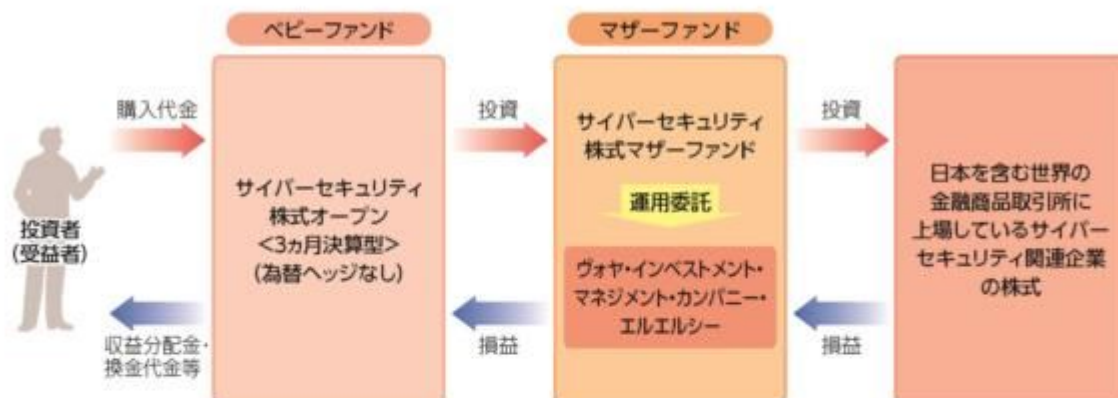 ベビーファンド
マザーファンド
購入代金
投資
投資
投資者
(受益者)
サイバーセキュリティ
株式オープン
<3ヵ月決算型>
(為替ヘッジなし)
サイバーセキュリティ
株式マザーファンド
運用委託
ヴォヤ・インベストメント・
マネジメント・カンパニー・
エルエルシー
日本を含む世界の
金融商品取引所に
上場しているサイバー
セキュリティ関連企業
の株式
収益分配金・
換金代金等
損益
損益